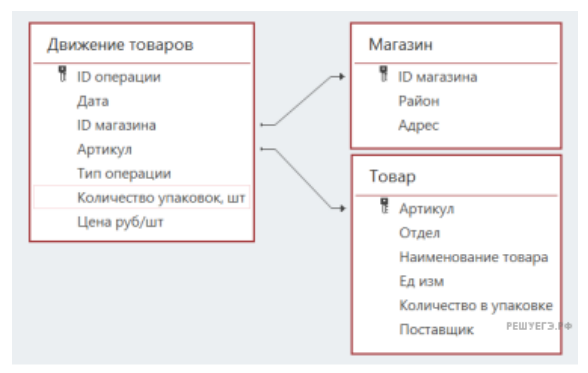 Движение товаров
ID операции
Дата
ID магазина
Артикул
Тип операции
Количество упаковок, шт
Цена руб/шт
Магазин
ID магазина
Район
Адрес
Товар
Артикул
Отдел
Наименование товара
Ед изм
Количество в упаковке
Поставщик
РЕШУЕГЭ.РФ